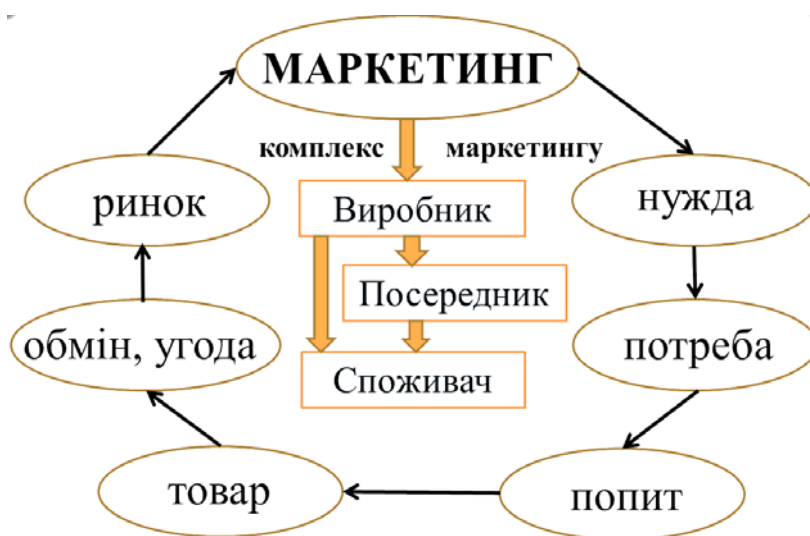 МАРКЕТИНГ
комплекс маркетингу
ринок
Виробник
нужда
Посередник
обмін, угода
потреба
Споживач
товар
попит